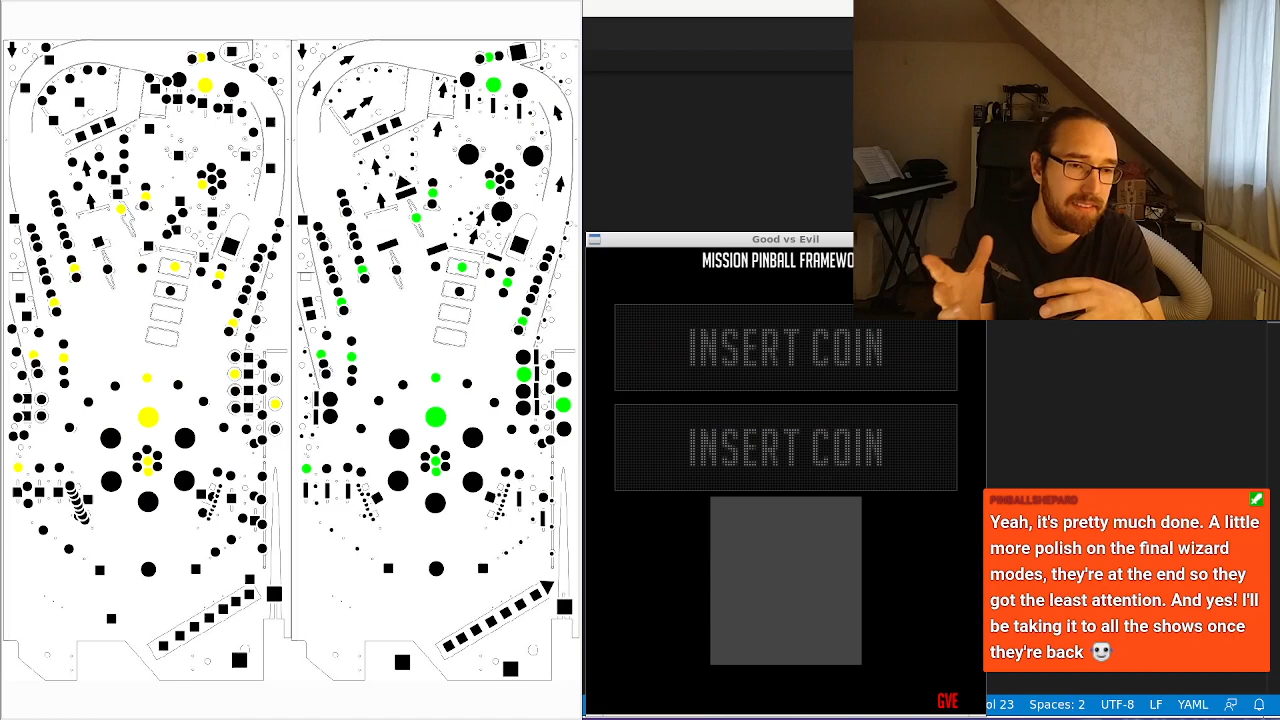 Good vs Evil
MISSION PINBALL FRAMEWO
INSERT COIN
INSERT COIN
GVE
PINBALLSHEPARD
Yeah, it's pretty much done. A little
more polish on the final wizard
modes, they're at the end so they
got the least attention. And yes! I'll
be taking it to all the shows once
they're back
ol 23 Spaces: 2 UTF-8 LF YAML